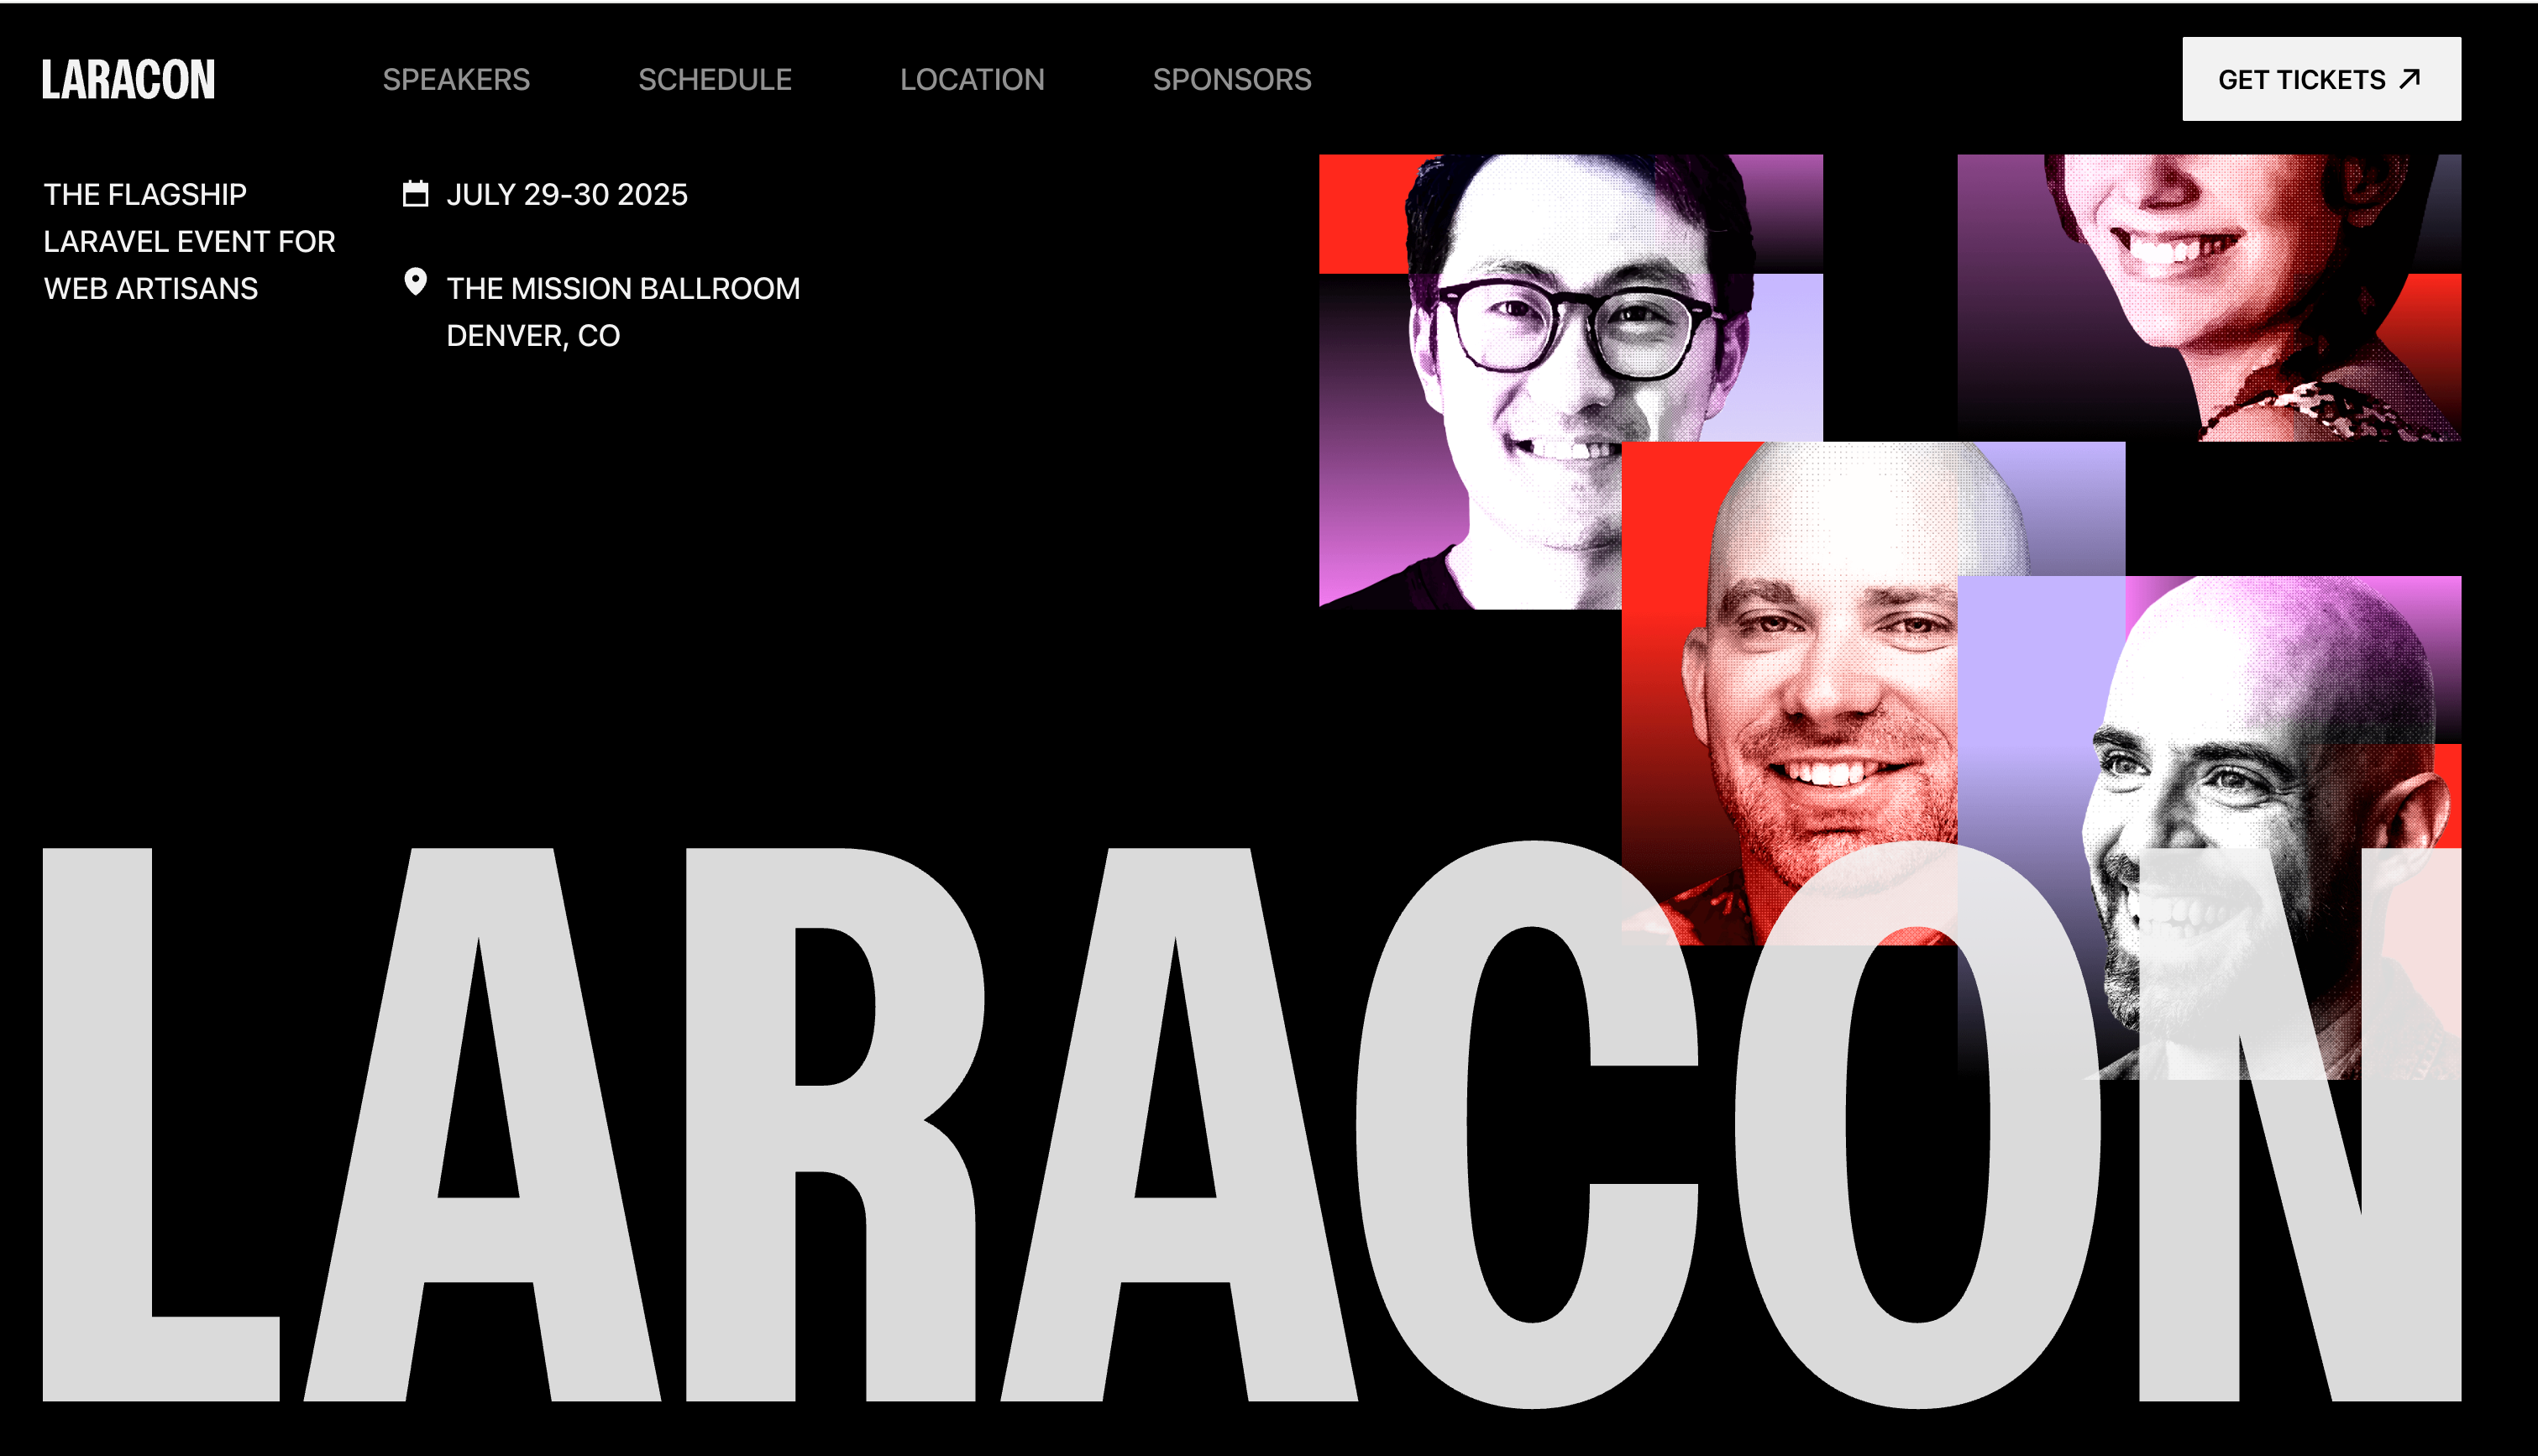 LARACON
SPEAKERS
SCHEDULE
LOCATION
SPONSORS
GET TICKETS
THE FLAGSHIP
LARAVEL EVENT FOR
WEB ARTISANS
JULY 29-30 2025
THE MISSION BALLROOM
DENVER, CO
LARACON